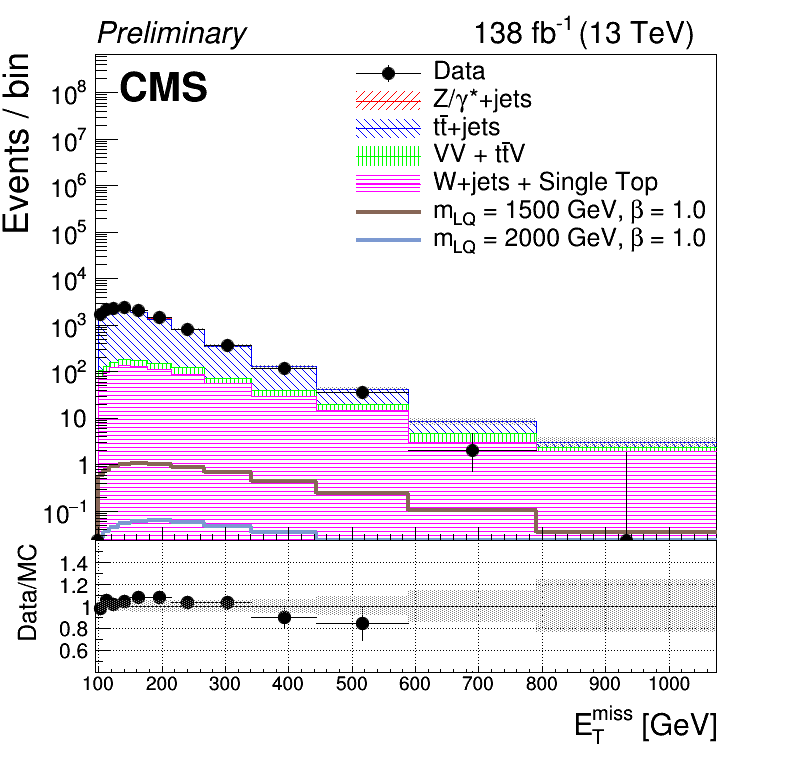 Preliminary 138 fb⁻¹ (13 TeV)
CMS
Events / bin
Data
Z/γ*+jets
tt̄+jets
VV + tt̄V
W+jets + Single Top
m_LQ = 1500 GeV, β = 1.0
m_LQ = 2000 GeV, β = 1.0
10⁸
10⁷
10⁶
10⁵
10⁴
10³
10²
10
1
10⁻¹
Data/MC
1.4
1.2
1
0.8
0.6
100 200 300 400 500 600 700 800 900 1000
E_T^miss [GeV]